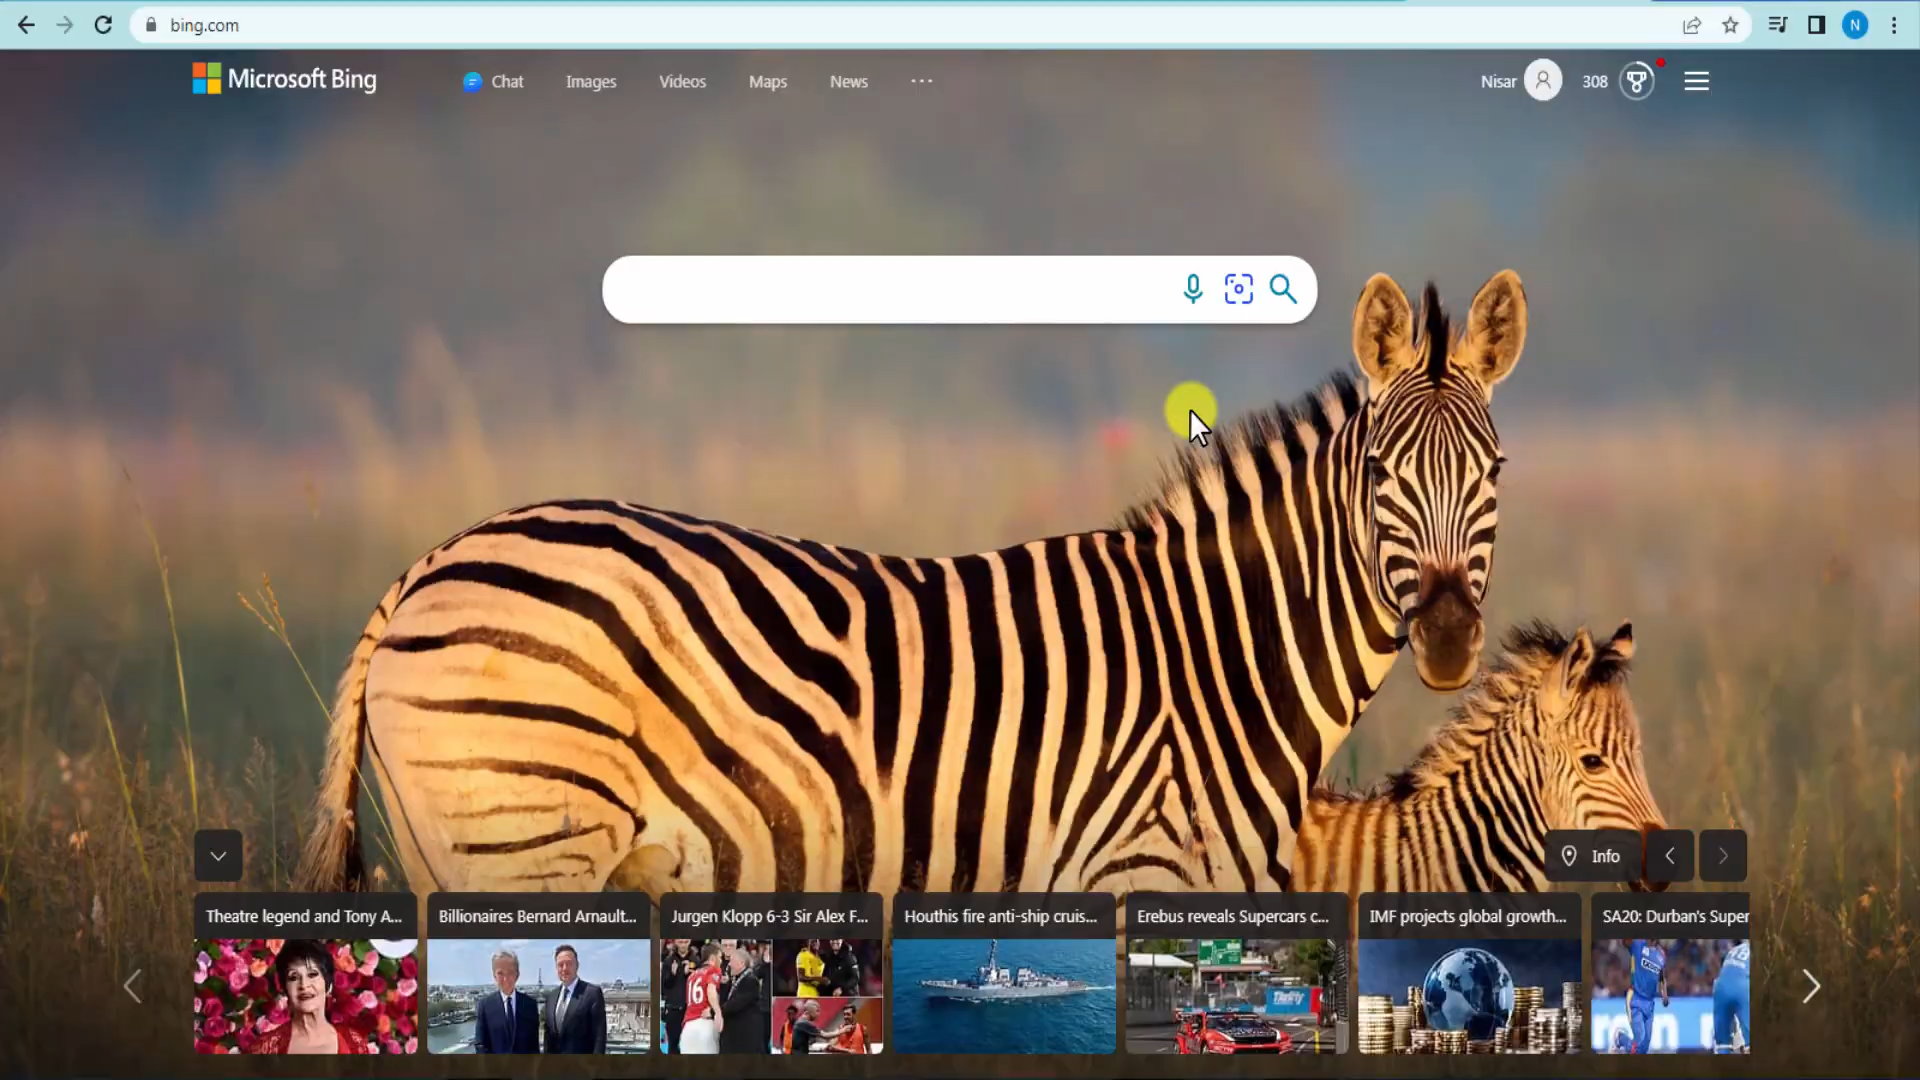 bing.com
N
Microsoft Bing
Chat
Images
Videos
Maps
News
Nisar
308
Info
Theatre legend and Tony A...
Billionaires Bernard Arnault...
Jurgen Klopp 6-3 Sir Alex F...
Houthis fire anti-ship cruis...
Erebus reveals Supercars c...
IMF projects global growth...
SA20: Durban's Super
16